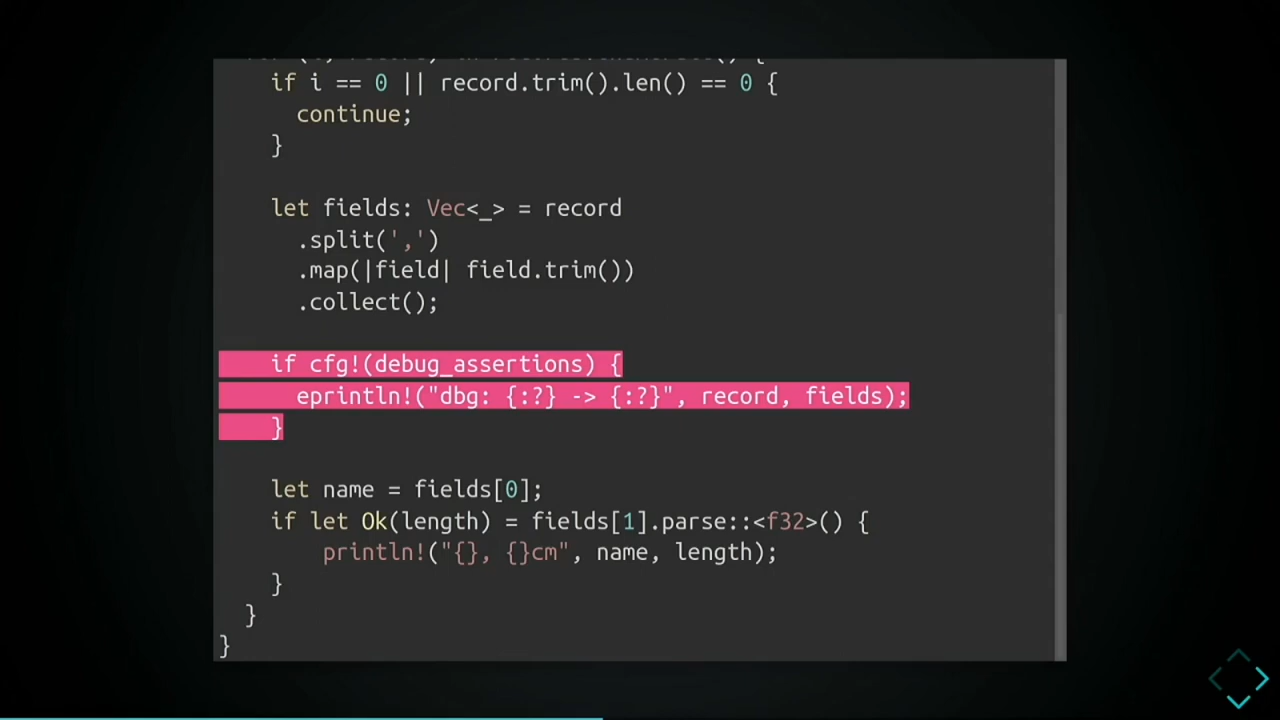 if i == 0 || record.trim().len() == 0 {
continue;
}
let fields: Vec<_> = record
.split(',')
.map(|field| field.trim())
.collect();
if cfg!(debug_assertions) {
eprintln!("dbg: {:?} -> {:?}", record, fields);
}
let name = fields[0];
if let Ok(length) = fields[1].parse::<f32>() {
println!("{}, {}cm", name, length);
}
}
}